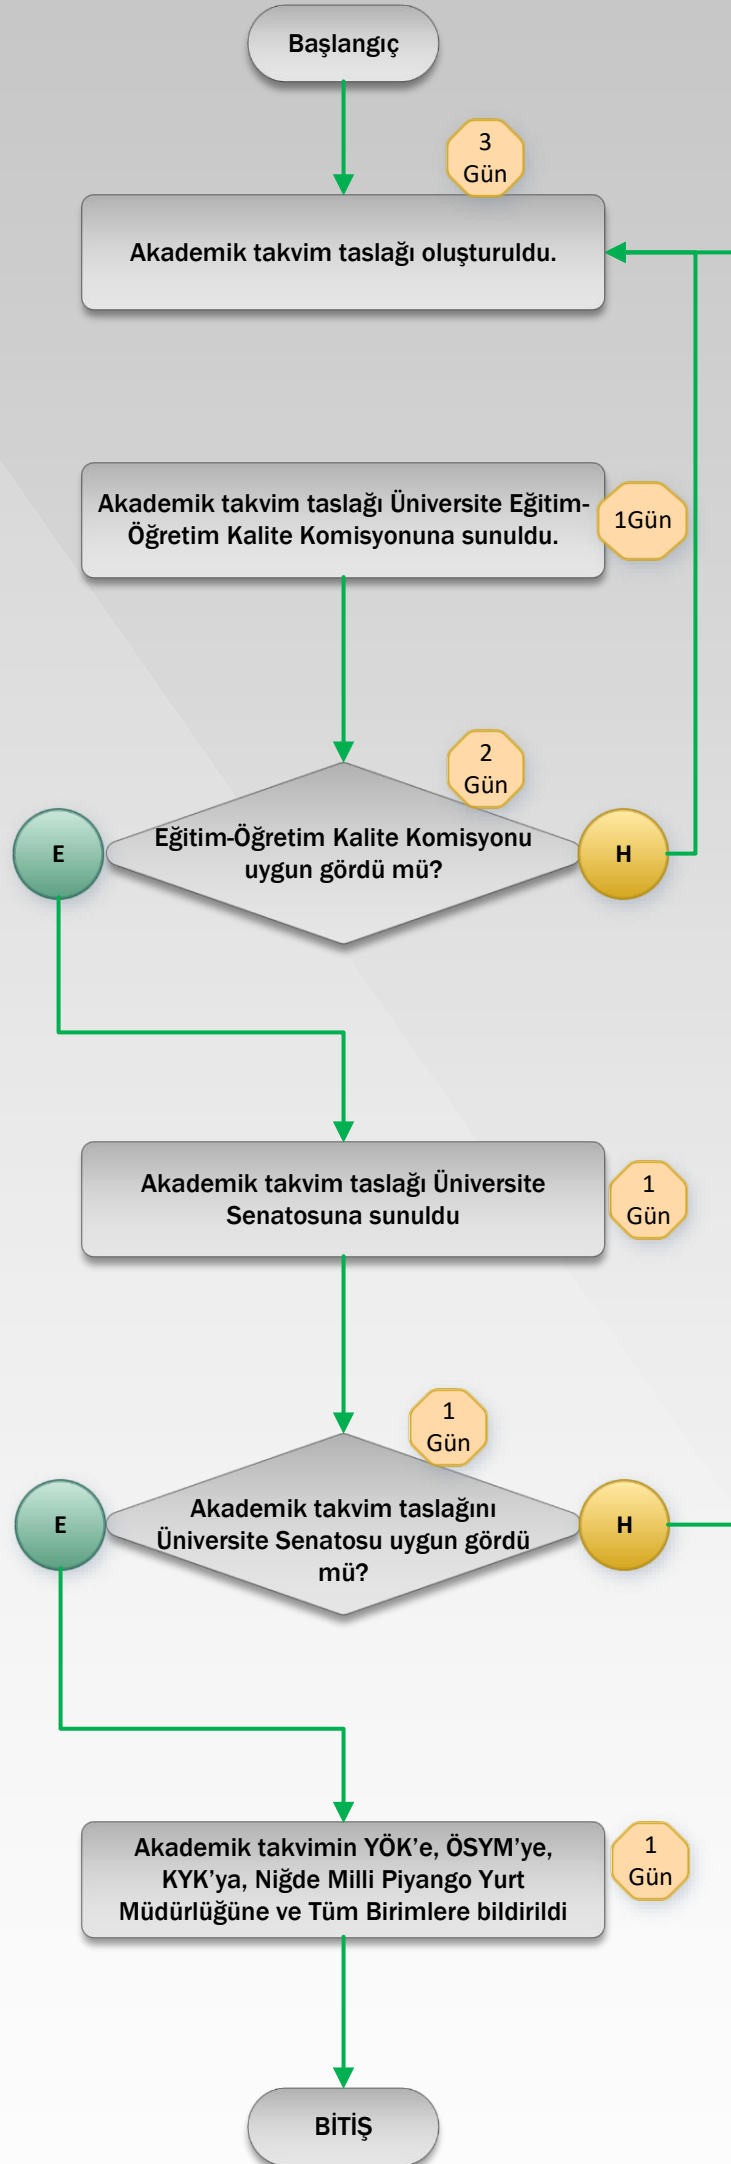 Başlangıç
3
Gün
Akademik takvim taslağı oluşturuldu.
Akademik takvim taslağı Üniversite Eğitim-
Öğretim Kalite Komisyonuna sunuldu.
1Gün
2
Gün
E
Eğitim-Öğretim Kalite Komisyonu
uygun gördü mü?
H
Akademik takvim taslağı Üniversite
Senatosuna sunuldu
1
Gün
1
Gün
E
Akademik takvim taslağını
Üniversite Senatosu uygun gördü
mü?
H
Akademik takvimin YÖK’e, ÖSYM’ye,
KYK’ya, Niğde Milli Piyango Yurt
Müdürlüğüne ve Tüm Birimlere bildirildi
1
Gün
BİTİŞ